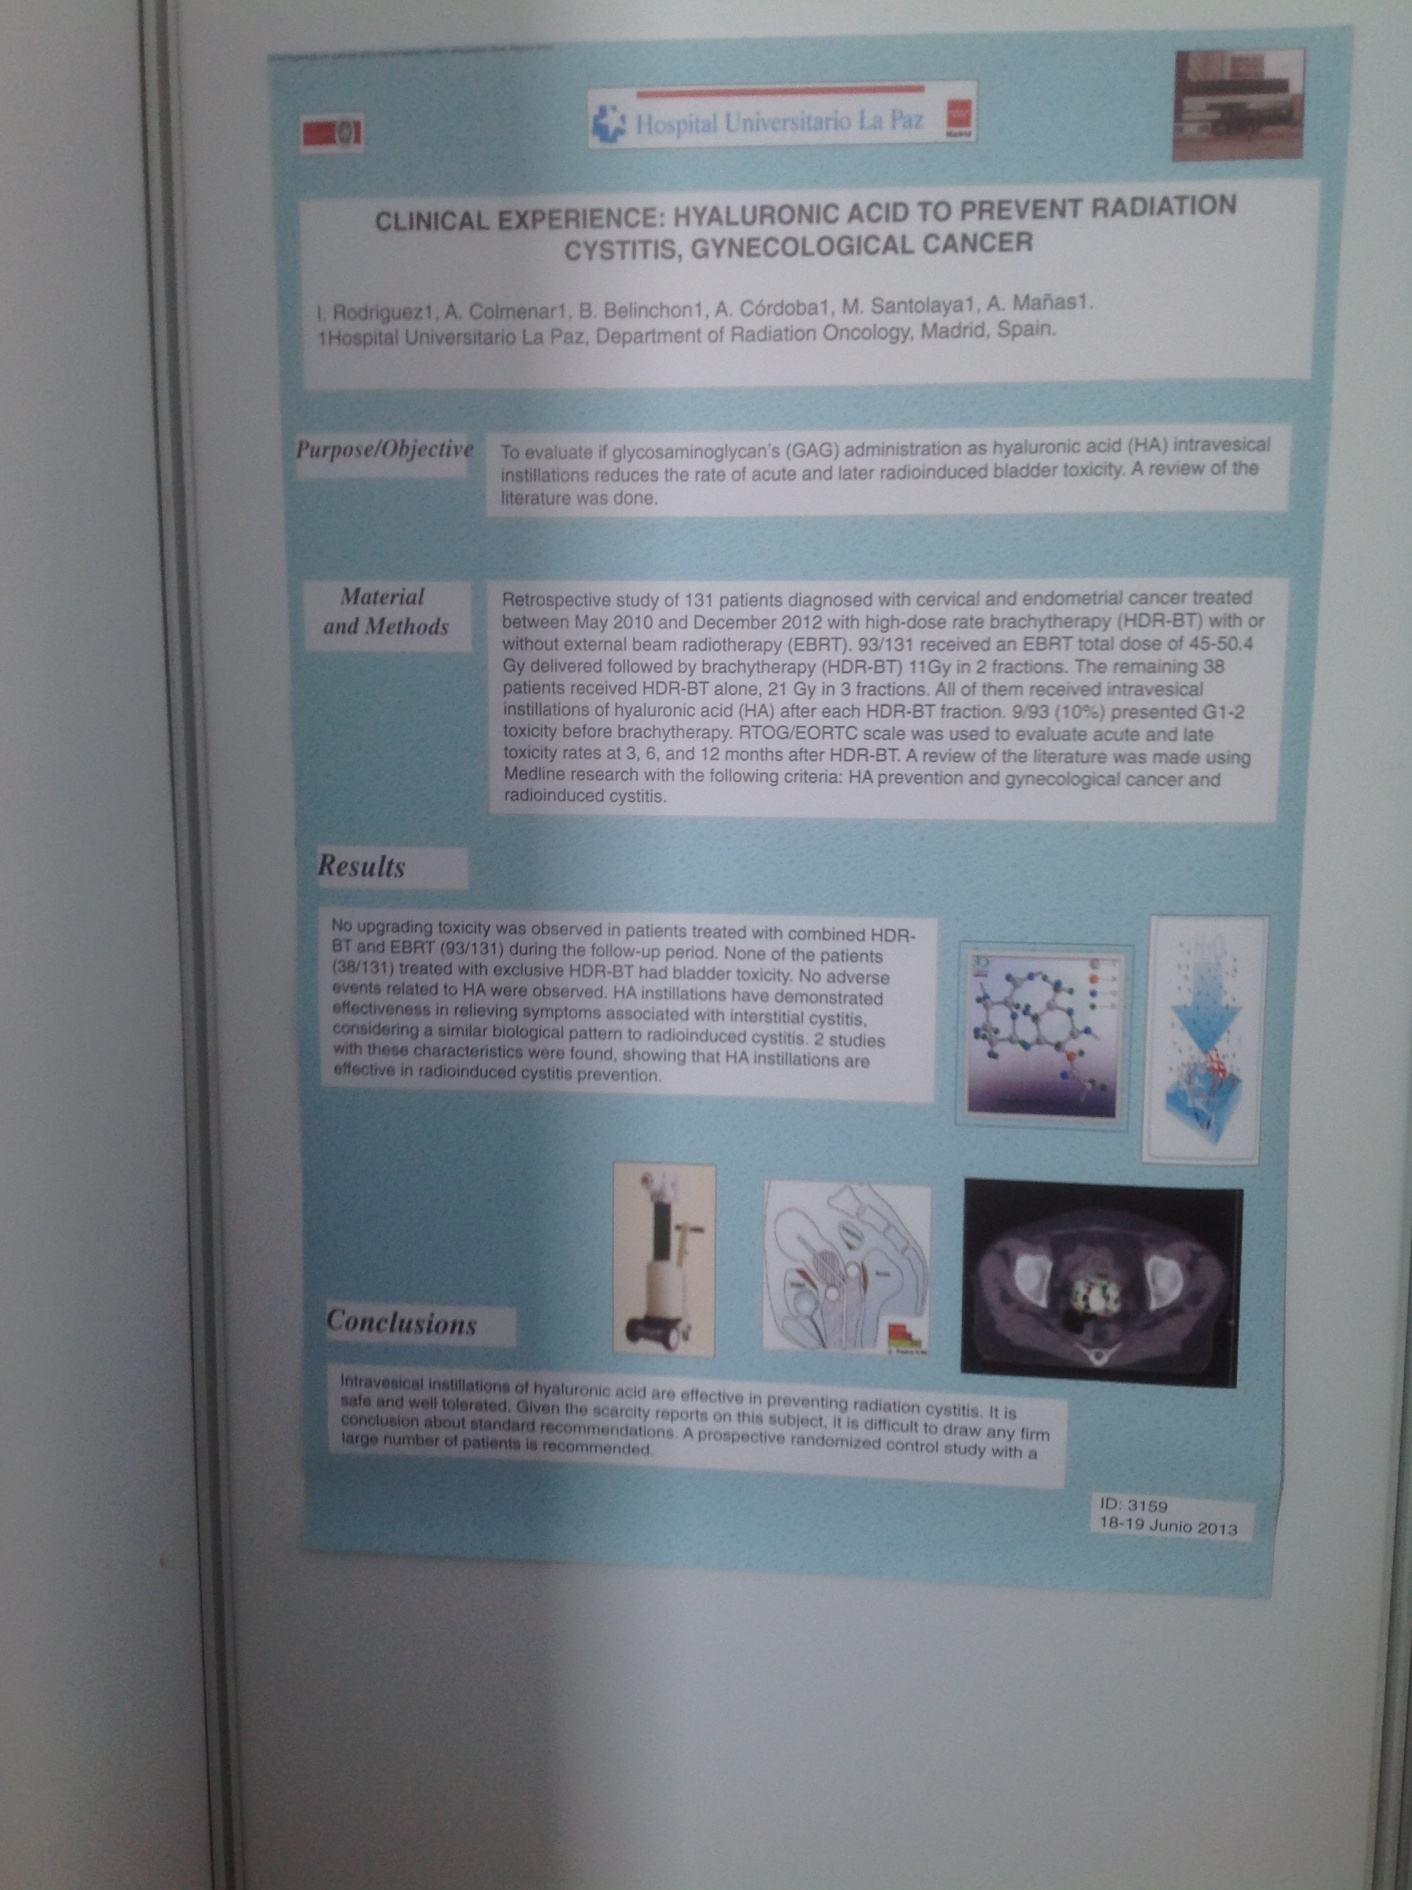 Hospital Universitario La Paz
Madrid
CLINICAL EXPERIENCE: HYALURONIC ACID TO PREVENT RADIATION
CYSTITIS, GYNECOLOGICAL CANCER
I. Rodriguez1, A. Colmenar1, B. Belinchon1, A. Córdoba1, M. Santolaya1, A. Mañas1.
1Hospital Universitario La Paz, Department of Radiation Oncology, Madrid, Spain.
Purpose/Objective
To evaluate if glycosaminoglycan's (GAG) administration as hyaluronic acid (HA) intravesical
instillations reduces the rate of acute and later radioinduced bladder toxicity. A review of the
literature was done.
Material
and Methods
Retrospective study of 131 patients diagnosed with cervical and endometrial cancer treated
between May 2010 and December 2012 with high-dose rate brachytherapy (HDR-BT) with or
without external beam radiotherapy (EBRT). 93/131 received an EBRT total dose of 45-50.4
Gy delivered followed by brachytherapy (HDR-BT) 11Gy in 2 fractions. The remaining 38
patients received HDR-BT alone, 21 Gy in 3 fractions. All of them received intravesical
instillations of hyaluronic acid (HA) after each HDR-BT fraction. 9/93 (10%) presented G1-2
toxicity before brachytherapy. RTOG/EORTC scale was used to evaluate acute and late
toxicity rates at 3, 6, and 12 months after HDR-BT. A review of the literature was made using
Medline research with the following criteria: HA prevention and gynecological cancer and
radioinduced cystitis.
Results
No upgrading toxicity was observed in patients treated with combined HDR-
BT and EBRT (93/131) during the follow-up period. None of the patients
(38/131) treated with exclusive HDR-BT had bladder toxicity. No adverse
events related to HA were observed. HA instillations have demonstrated
effectiveness in relieving symptoms associated with interstitial cystitis,
considering a similar biological pattern to radioinduced cystitis. 2 studies
with these characteristics were found, showing that HA instillations are
effective in radioinduced cystitis prevention.
Conclusions
Intravesical instillations of hyaluronic acid are effective in preventing radiation cystitis. It is
safe and well tolerated. Given the scarcity reports on this subject, it is difficult to draw any firm
conclusion about standard recommendations. A prospective randomized control study with a
large number of patients is recommended.
ID: 3159
18-19 Junio 2013